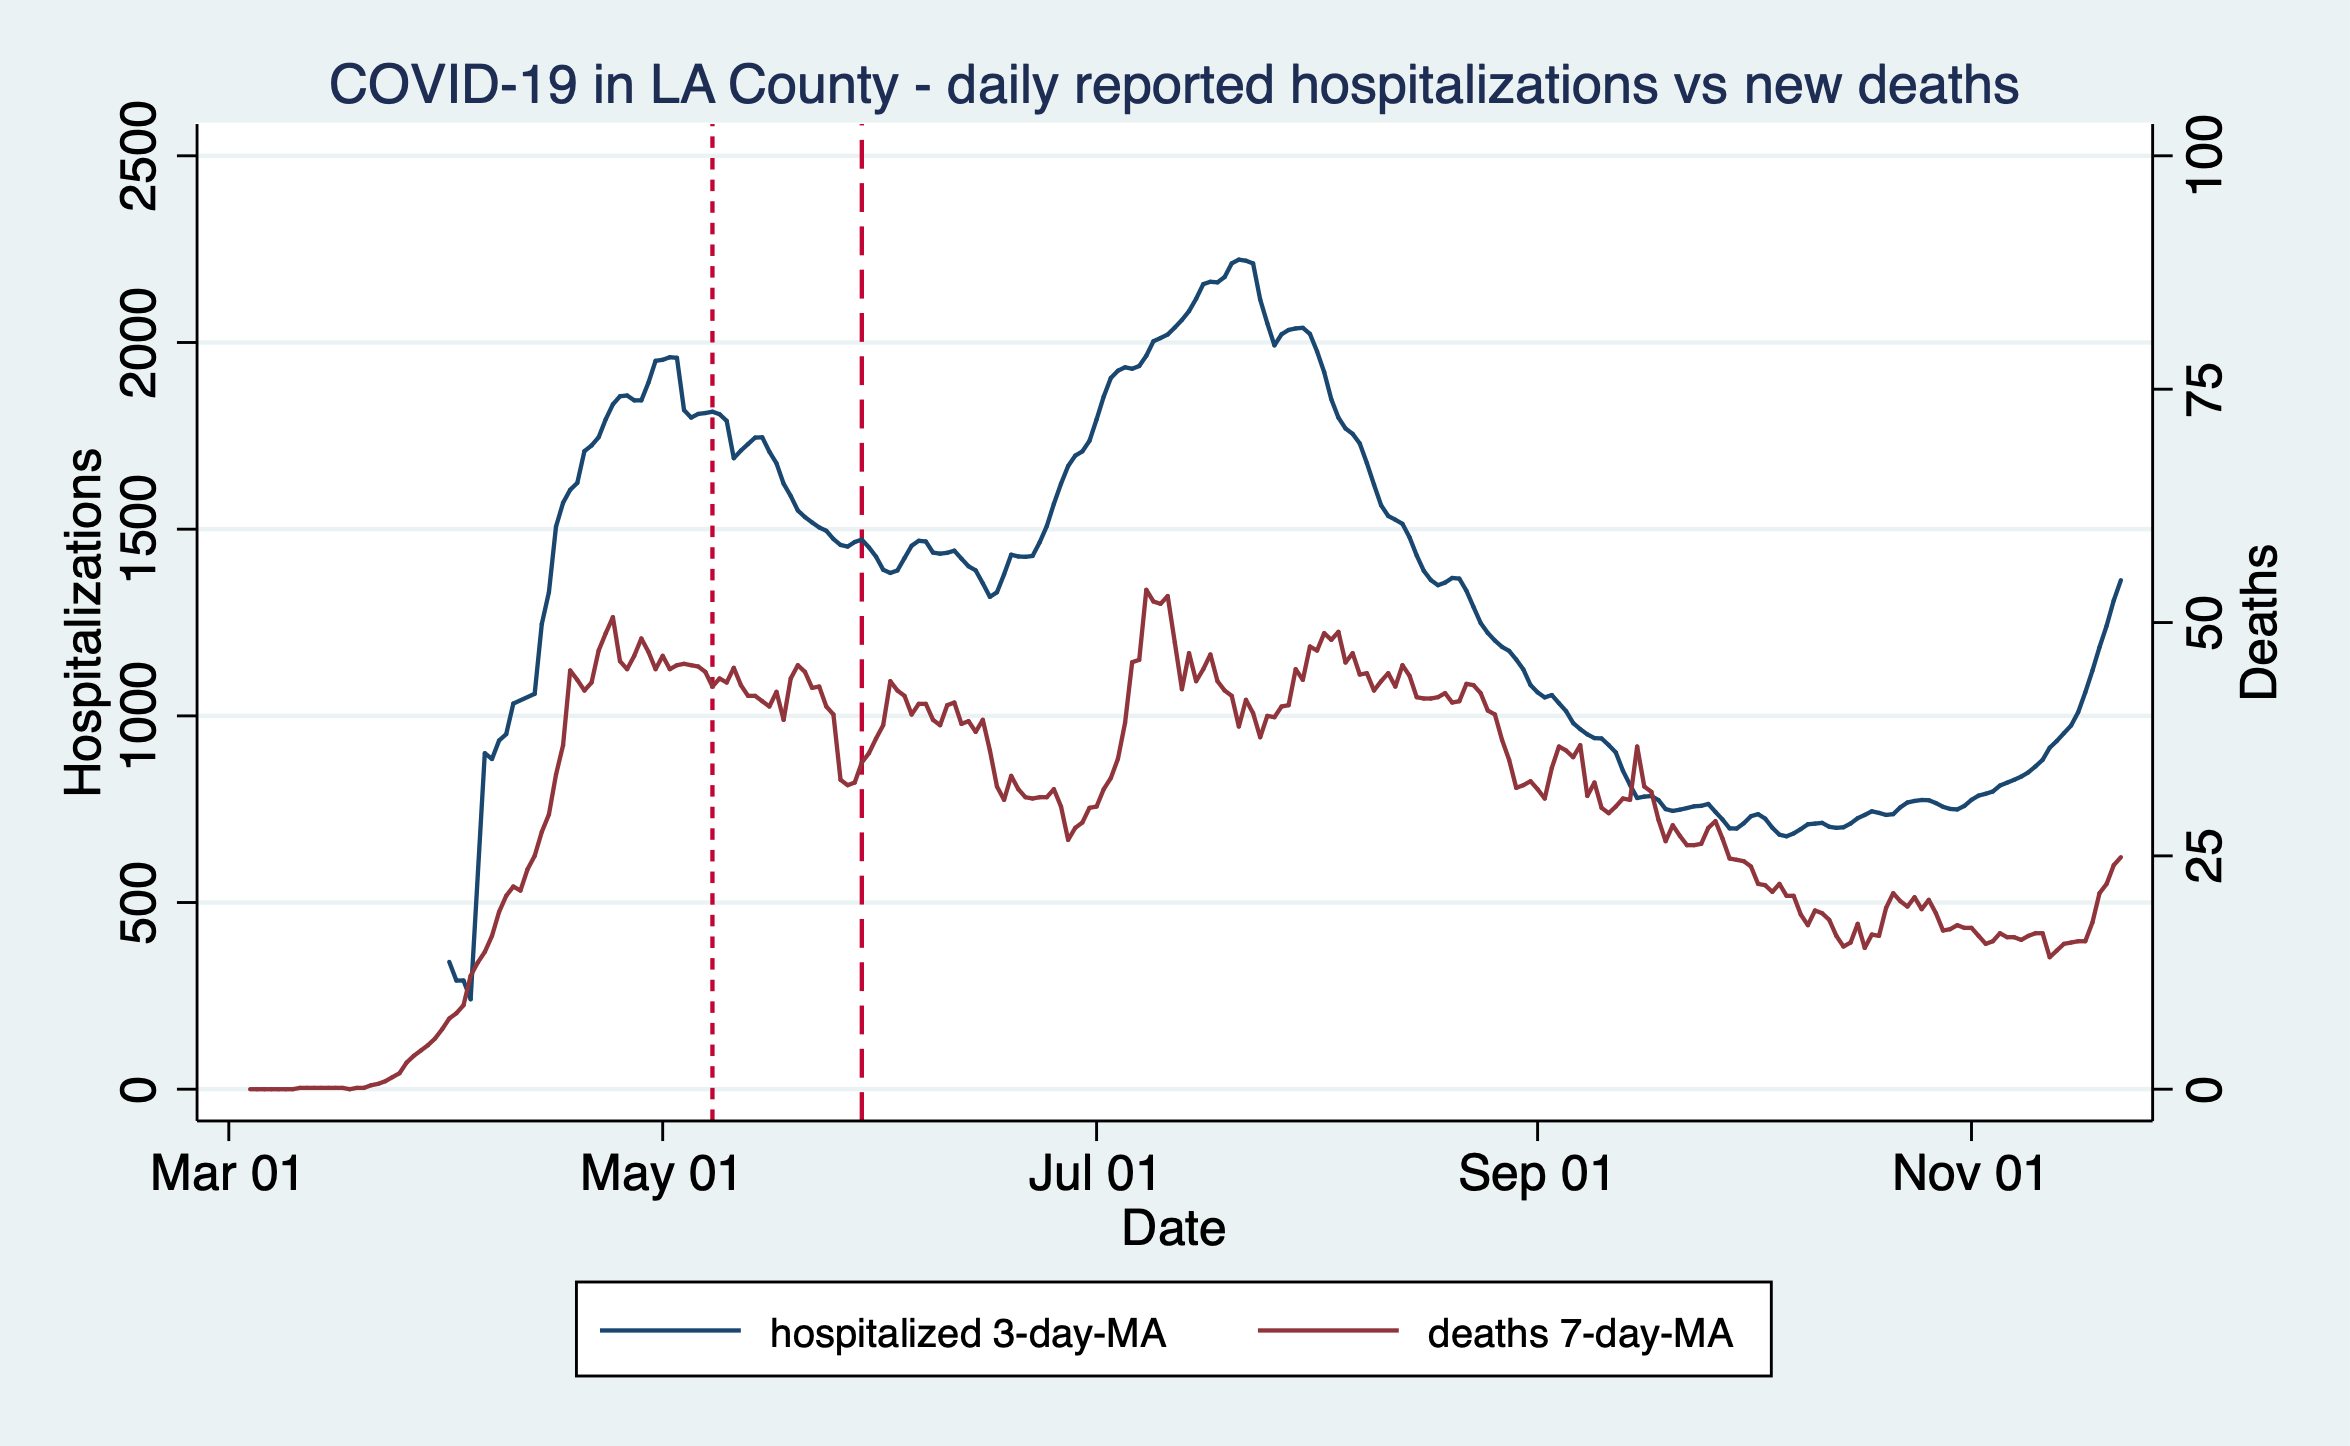 COVID-19 in LA County - daily reported hospitalizations vs new deaths
Hospitalizations
2500
2000
1500
1000
500
0
Deaths
100
75
50
25
0
Mar 01 May 01 Jul 01 Sep 01 Nov 01
Date
hospitalized 3-day-MA deaths 7-day-MA